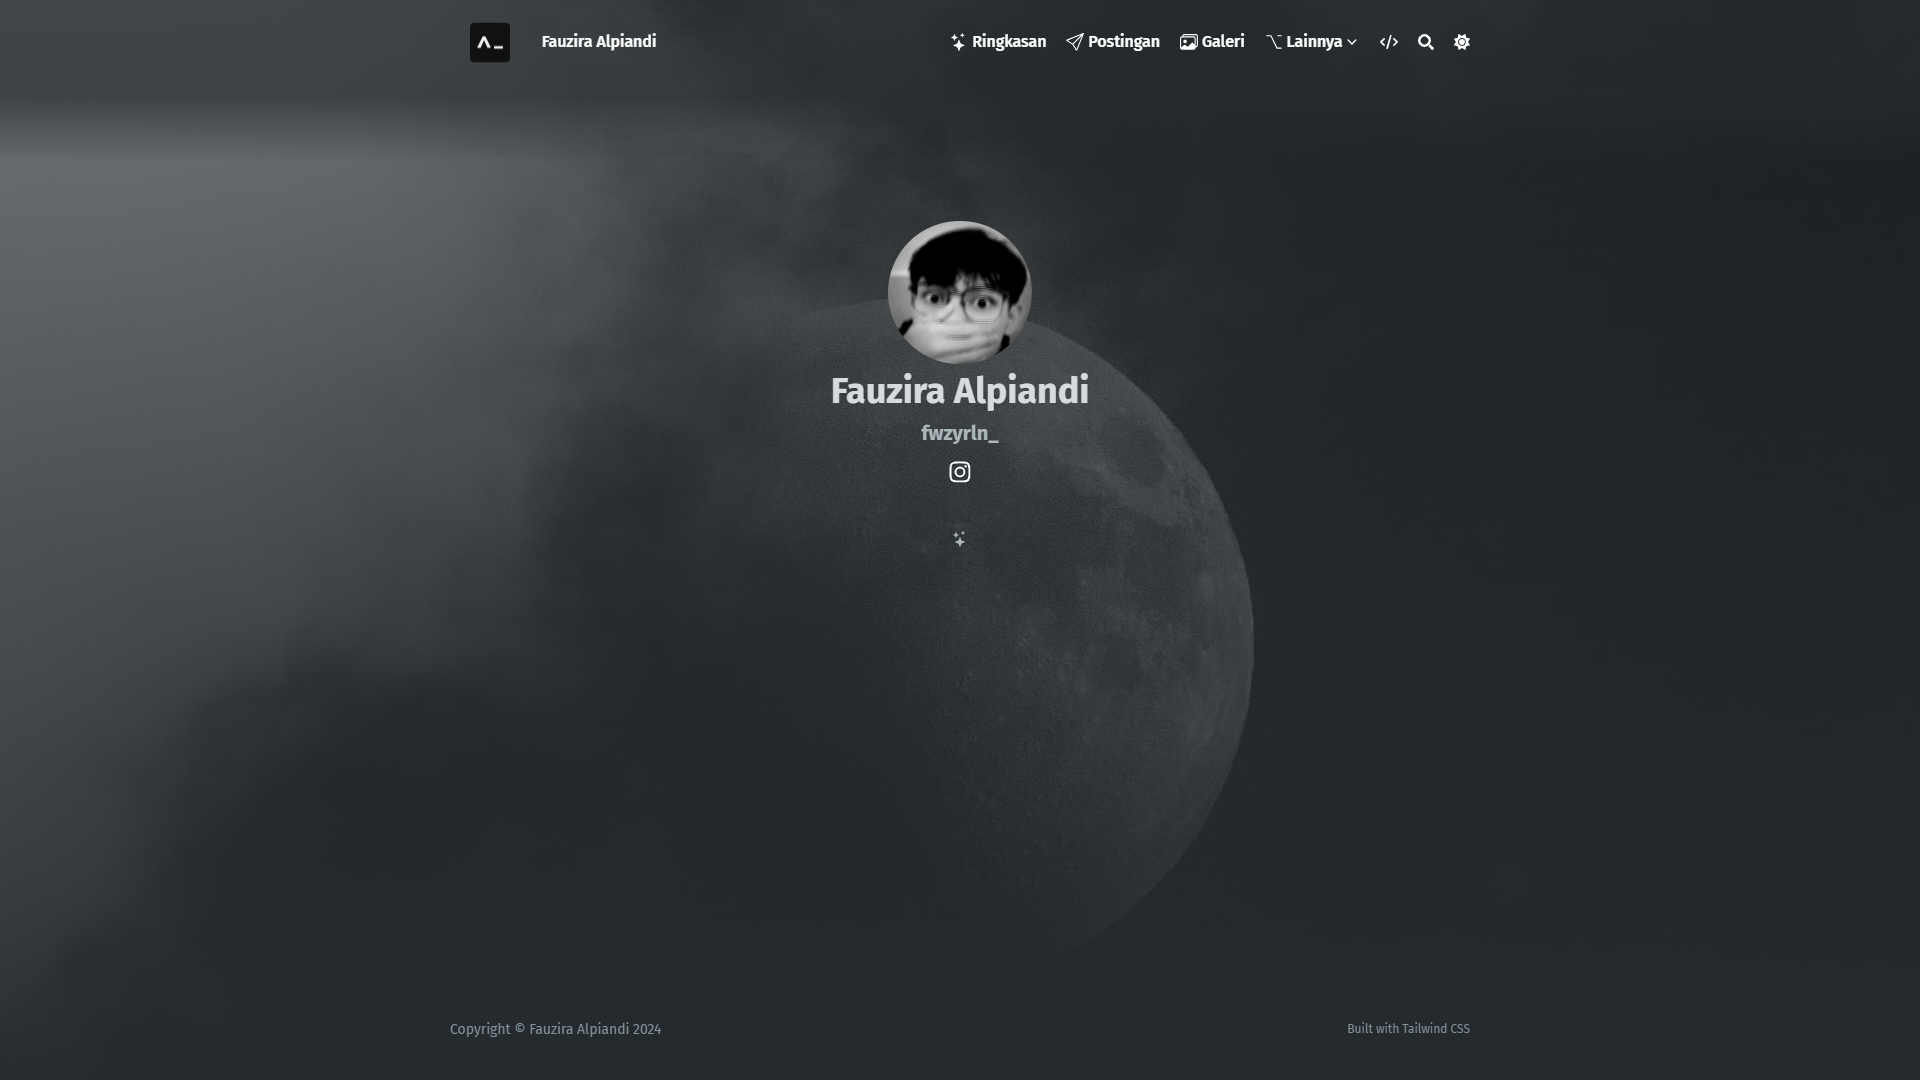 Fauzira Alpiandi
Ringkasan
Postingan
Galeri
Lainnya
Fauzira Alpiandi
fwzyrln_
Copyright © Fauzira Alpiandi 2024
Built with Tailwind CSS